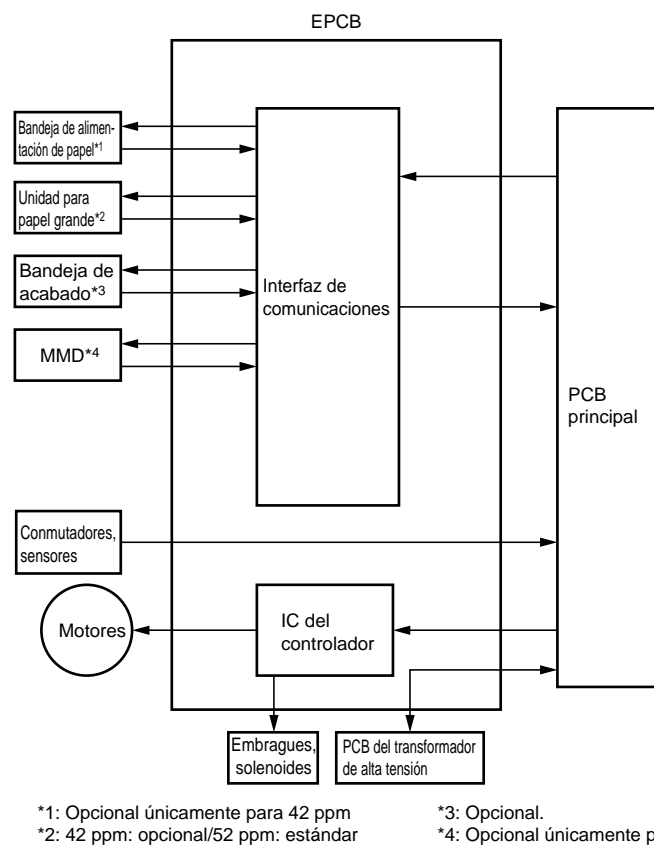 EPCB
Bandeja de alimen-
tación de papel*1
Unidad para
papel grande*2
Bandeja de
acabado*3
MMD*4
Interfaz de
comunicaciones
PCB
principal
Conmutadores,
sensores
Motores
IC del
controlador
Embragues,
solenoides
PCB del transformador
de alta tensión
*1: Opcional únicamente para 42 ppm
*3: Opcional.
*2: 42 ppm: opcional/52 ppm: estándar
*4: Opcional únicamente p